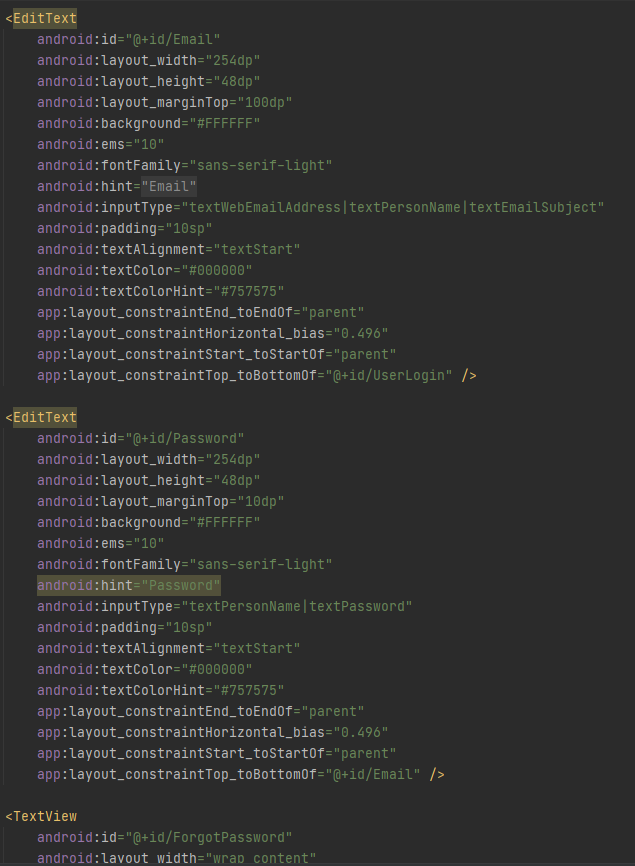 <EditText
android:id="@+id/Email"
android:layout_width="254dp"
android:layout_height="48dp"
android:layout_marginTop="100dp"
android:background="#FFFFFF"
android:ems="10"
android:fontFamily="sans-serif-light"
android:hint="Email"
android:inputType="textWebEmailAddress|textPersonName|textEmailSubject"
android:padding="10sp"
android:textAlignment="textStart"
android:textColor="#000000"
android:textColorHint="#757575"
app:layout_constraintEnd_toEndOf="parent"
app:layout_constraintHorizontal_bias="0.496"
app:layout_constraintStart_toStartOf="parent"
app:layout_constraintTop_toBottomOf="@+id/UserLogin" />
<EditText
android:id="@+id/Password"
android:layout_width="254dp"
android:layout_height="48dp"
android:layout_marginTop="10dp"
android:background="#FFFFFF"
android:ems="10"
android:fontFamily="sans-serif-light"
android:hint="Password"
android:inputType="textPersonName|textPassword"
android:padding="10sp"
android:textAlignment="textStart"
android:textColor="#000000"
android:textColorHint="#757575"
app:layout_constraintEnd_toEndOf="parent"
app:layout_constraintHorizontal_bias="0.496"
app:layout_constraintStart_toStartOf="parent"
app:layout_constraintTop_toBottomOf="@+id/Email" />
<TextView
android:id="@+id/ForgotPassword"
android:layout_width="wrap_content"